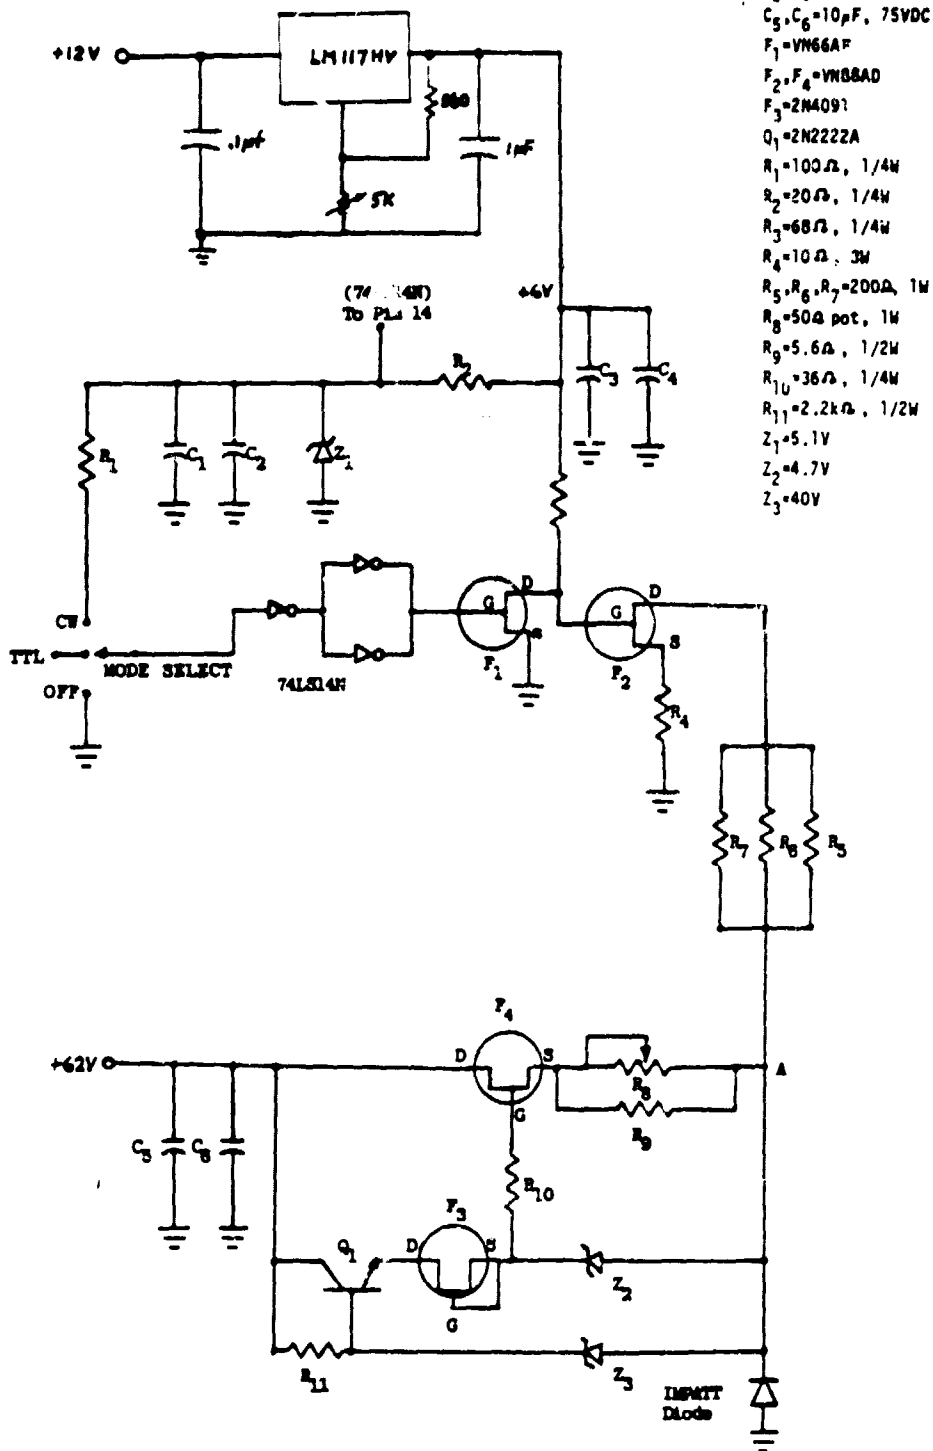 C5,C6=10µF, 75VDC
F1=VN66AF
F2,F4=VN88AD
F3=2N4091
Q1=2N2222A
R1=100Ω, 1/4W
R2=20Ω, 1/4W
R3=68Ω, 1/4W
R4=10Ω, 3W
R5,R6,R7=200Ω, 1W
R8=50Ω pot, 1W
R9=5.6Ω, 1/2W
R10=36Ω, 1/4W
R11=2.2kΩ, 1/2W
Z1=5.1V
Z2=4.7V
Z3=40V
+12V
LM117HV
.1µf
1µF
5K
+6V
To Pin 14
R2
C3
C4
R1
C1
C2
Z1
CW
TTL
MODE SELECT
OFF
74LS14N
D
G
S
F1
D
G
S
F2
R4
R7
R6
R5
F4
+62V
D
S
G
A
R8
R9
C5
C6
R10
F3
Q1
D
S
G
Z2
R11
Z3
IMPATT
Diode